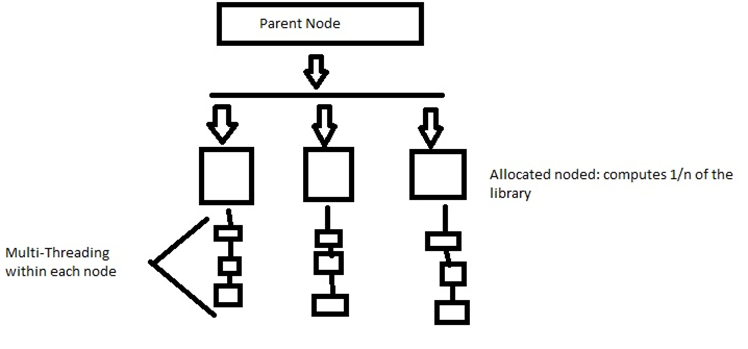 Parent Node
Allocated noded: computes 1/n of the
library
Multi-Threading
within each node